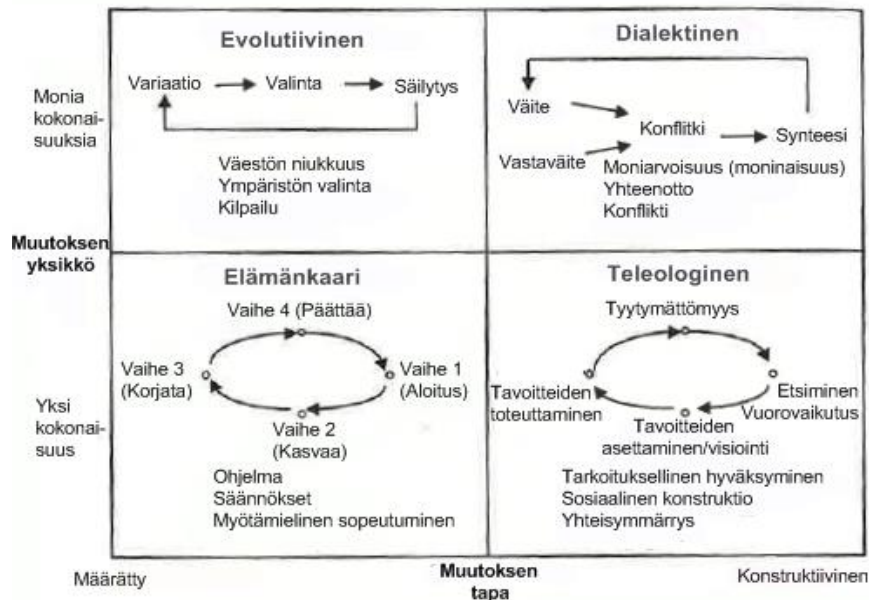 Evolutiivinen
Variaatio
Valinta
Säilytys
Väestön niukkuus
Ympäristön valinta
Kilpailu
Dialektinen
Väite
Konflitki
Synteesi
Vastaväite
Moniarvoisuus (moninaisuus)
Yhteenotto
Konflikti
Monia
kokonai-
suuksia
Muutoksen
yksikkö
Elämänkaari
Vaihe 4 (Päättää)
Vaihe 3
(Korjata)
Vaihe 1
(Aloitus)
Vaihe 2
(Kasvaa)
Ohjelma
Säännökset
Myötämielinen sopeutuminen
Teleologinen
Tyytymättömyys
Tavoitteiden
toteuttaminen
Etsiminen
Vuorovaikutus
Tavoitteiden
asettaminen/visiointi
Tarkoituksellinen hyväksyminen
Sosiaalinen konstruktio
Yhteisymmärrys
Yksi
kokonai-
suus
Määrätty
Muutoksen
tapa
Konstruktiivinen